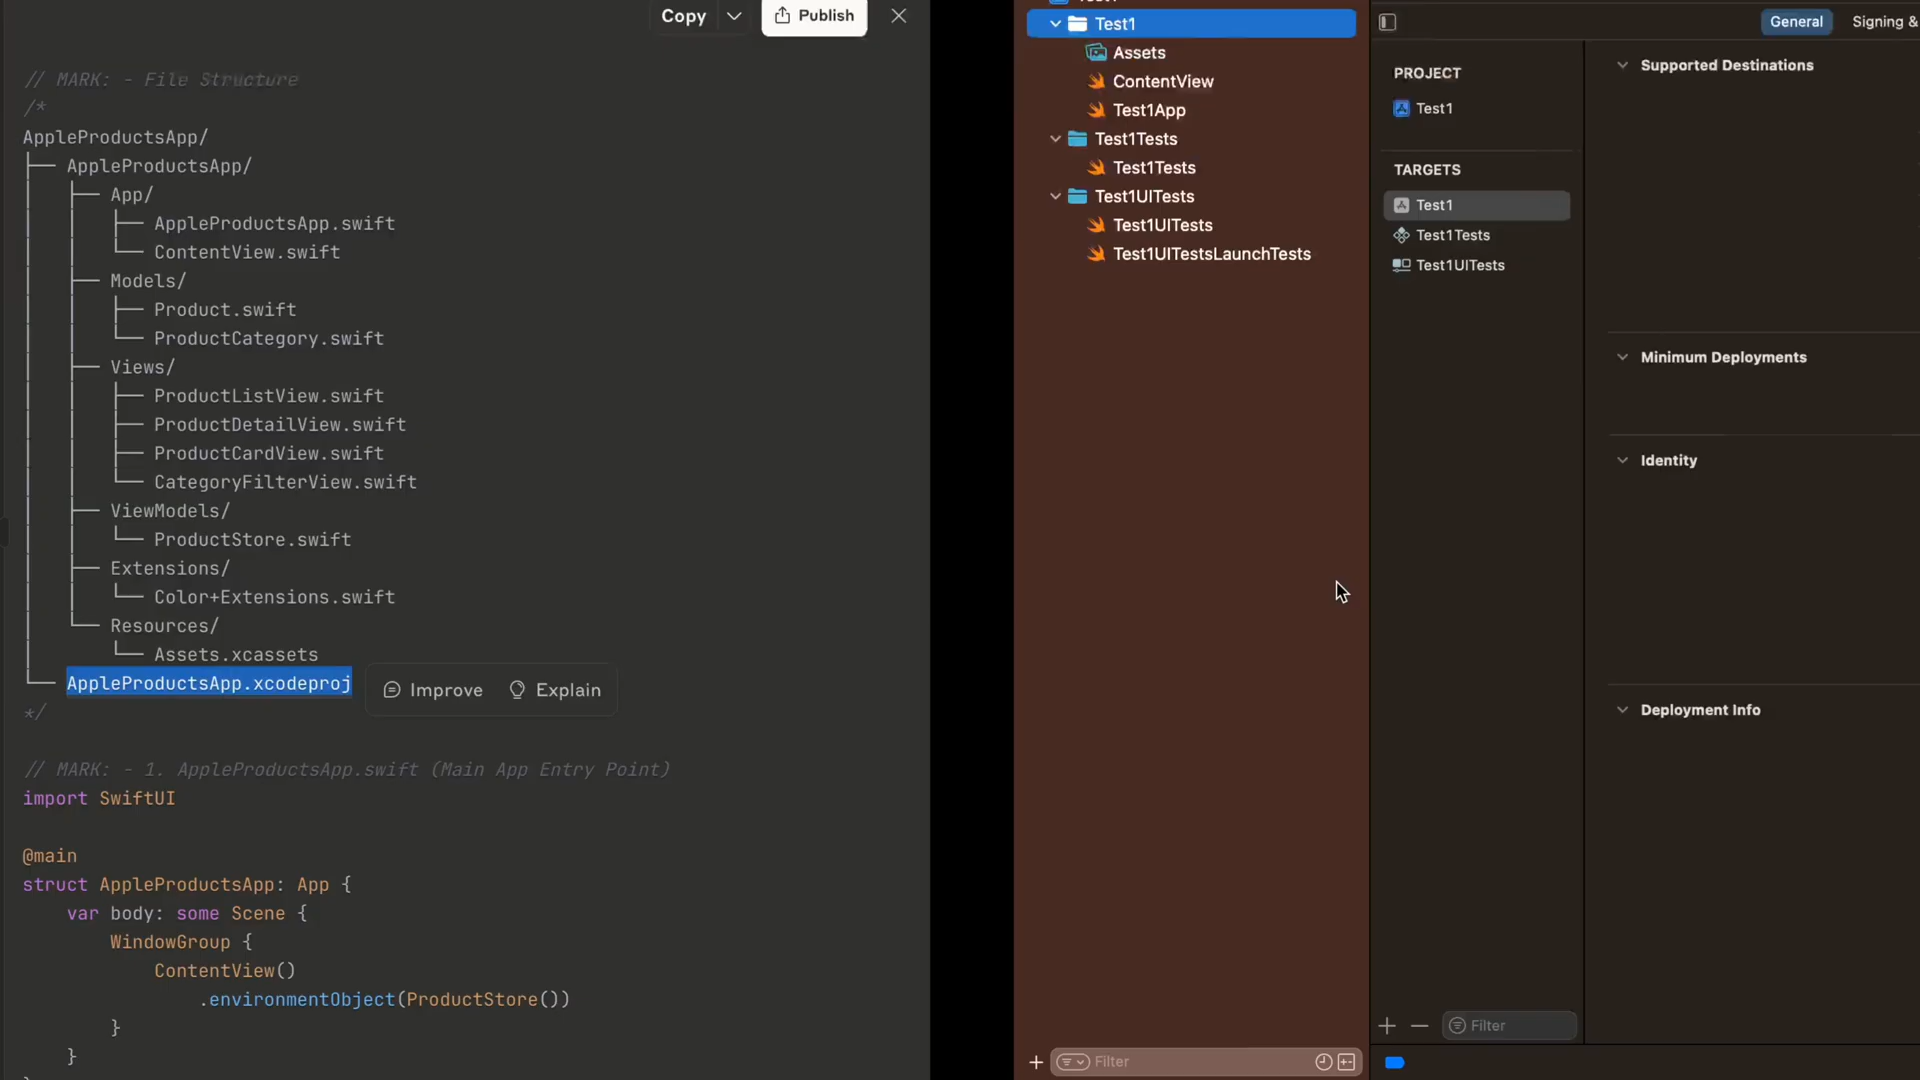 Copy
Publish
// MARK: - File Structure
/*
AppleProductsApp/
├── AppleProductsApp/
│   ├── App/
│   │   ├── AppleProductsApp.swift
│   │   └── ContentView.swift
│   ├── Models/
│   │   ├── Product.swift
│   │   └── ProductCategory.swift
│   ├── Views/
│   │   ├── ProductListView.swift
│   │   ├── ProductDetailView.swift
│   │   ├── ProductCardView.swift
│   │   └── CategoryFilterView.swift
│   ├── ViewModels/
│   │   └── ProductStore.swift
│   ├── Extensions/
│   │   └── Color+Extensions.swift
│   └── Resources/
│       └── Assets.xcassets
└── AppleProductsApp.xcodeproj
Improve
Explain
*/
// MARK: - 1. AppleProductsApp.swift (Main App Entry Point)
import SwiftUI
@main
struct AppleProductsApp: App {
    var body: some Scene {
        WindowGroup {
            ContentView()
                .environmentObject(ProductStore())
        }
    }
Test1
Assets
ContentView
Test1App
Test1Tests
Test1Tests
Test1UITests
Test1UITests
Test1UITestsLaunchTests
Filter
PROJECT
Test1
TARGETS
Test1
Test1Tests
Test1UITests
Filter
General
Signing &
Supported Destinations
Minimum Deployments
Identity
Deployment Info